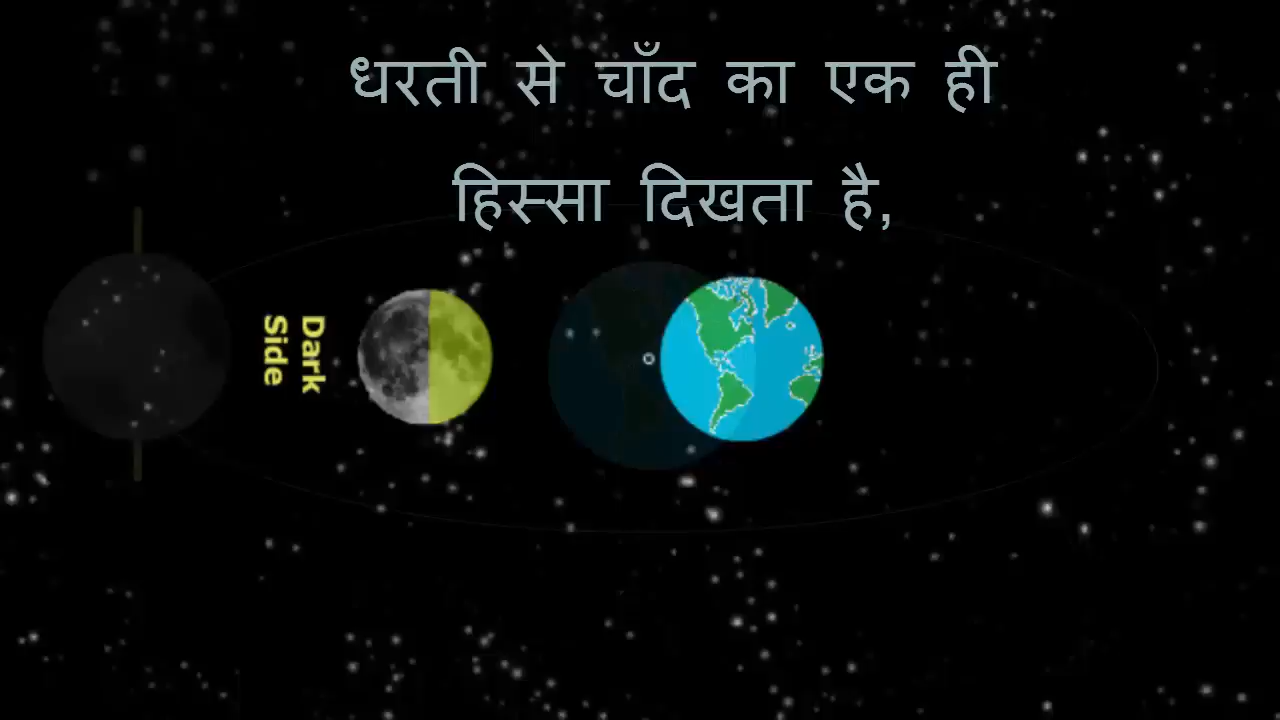 धरती से चाँद का एक ही
हिस्सा दिखता है,
Dark
Side